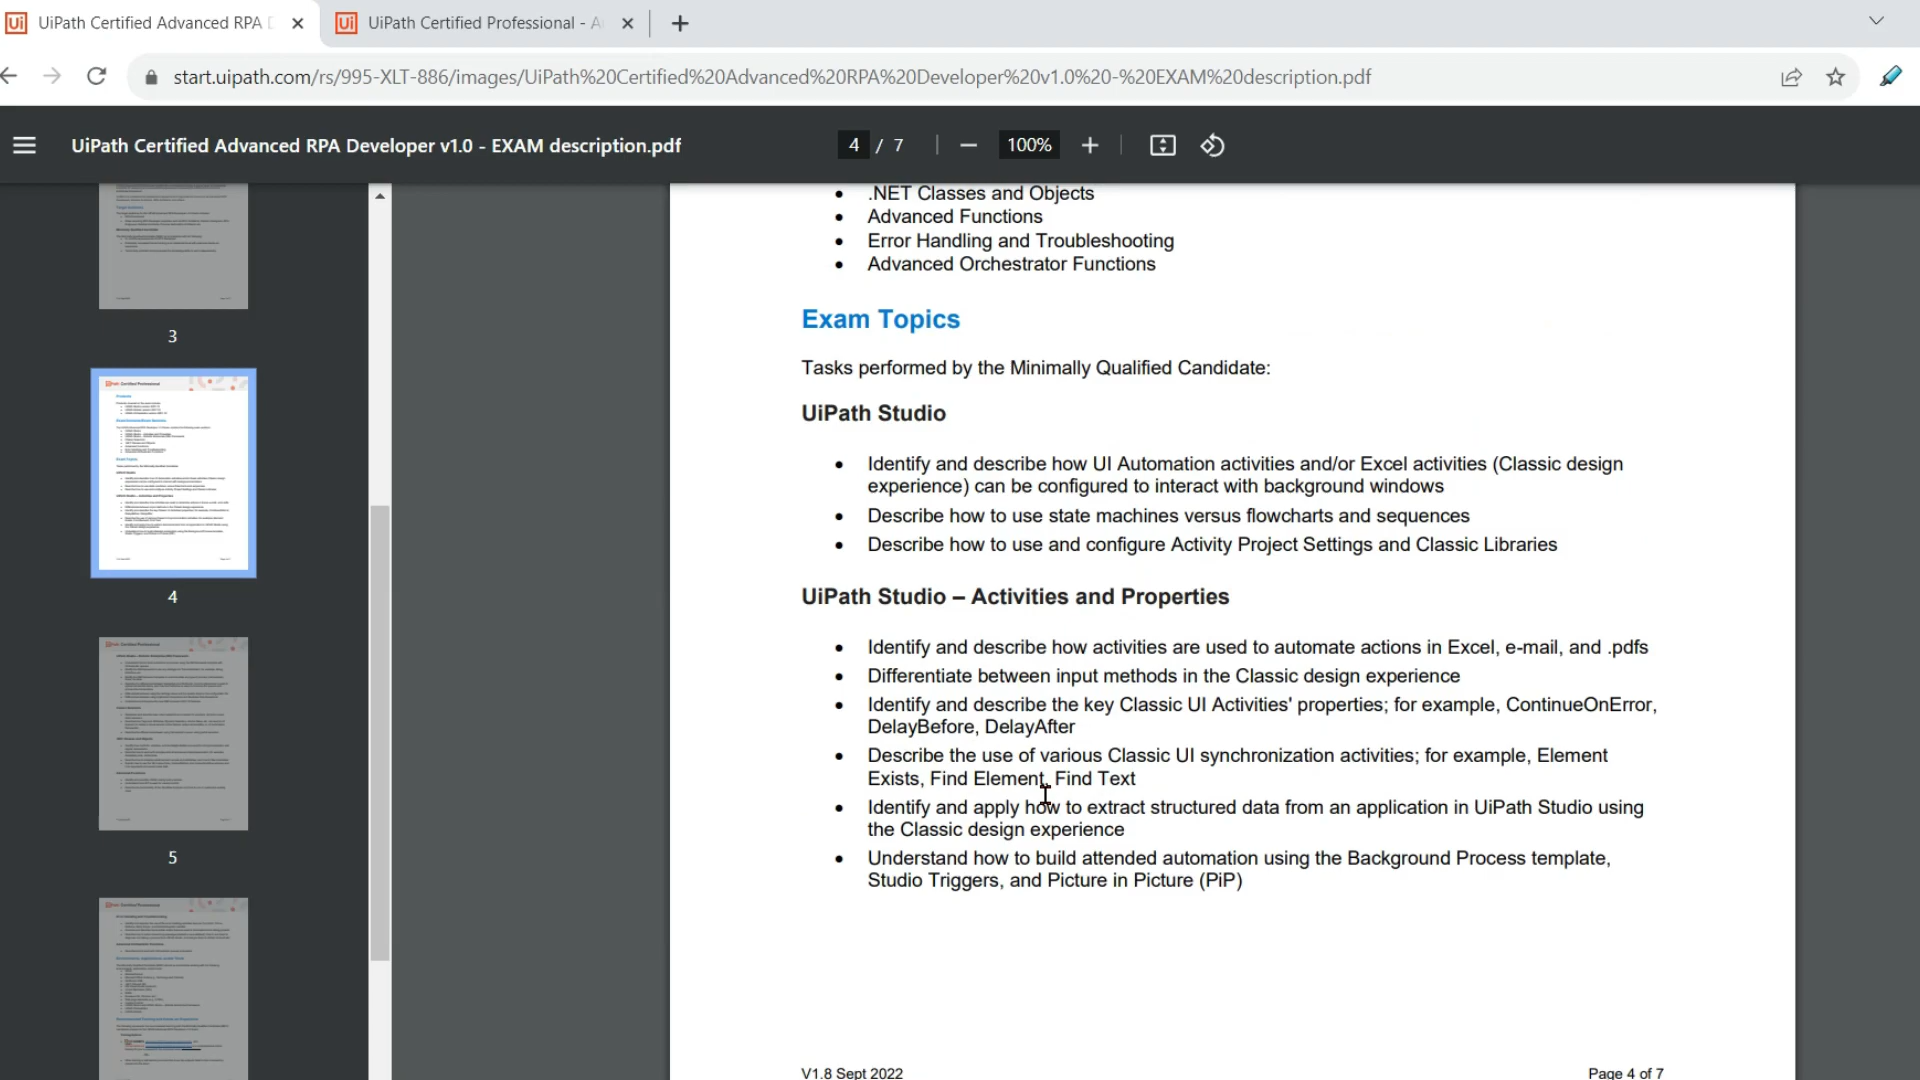 UiPath Certified Advanced RPA D
UiPath Certified Professional - A
start.uipath.com/rs/995-XLT-886/images/UiPath%20Certified%20Advanced%20RPA%20Developer%20v1.0%20-%20EXAM%20description.pdf
UiPath Certified Advanced RPA Developer v1.0 - EXAM description.pdf
4 / 7
100%
3
4
5
• .NET Classes and Objects
• Advanced Functions
• Error Handling and Troubleshooting
• Advanced Orchestrator Functions
Exam Topics
Tasks performed by the Minimally Qualified Candidate:
UiPath Studio
• Identify and describe how UI Automation activities and/or Excel activities (Classic design
experience) can be configured to interact with background windows
• Describe how to use state machines versus flowcharts and sequences
• Describe how to use and configure Activity Project Settings and Classic Libraries
UiPath Studio – Activities and Properties
• Identify and describe how activities are used to automate actions in Excel, e-mail, and .pdfs
• Differentiate between input methods in the Classic design experience
• Identify and describe the key Classic UI Activities' properties; for example, ContinueOnError,
DelayBefore, DelayAfter
• Describe the use of various Classic UI synchronization activities; for example, Element
Exists, Find Element, Find Text
• Identify and apply how to extract structured data from an application in UiPath Studio using
the Classic design experience
• Understand how to build attended automation using the Background Process template,
Studio Triggers, and Picture in Picture (PiP)
V1.8 Sept 2022
Page 4 of 7